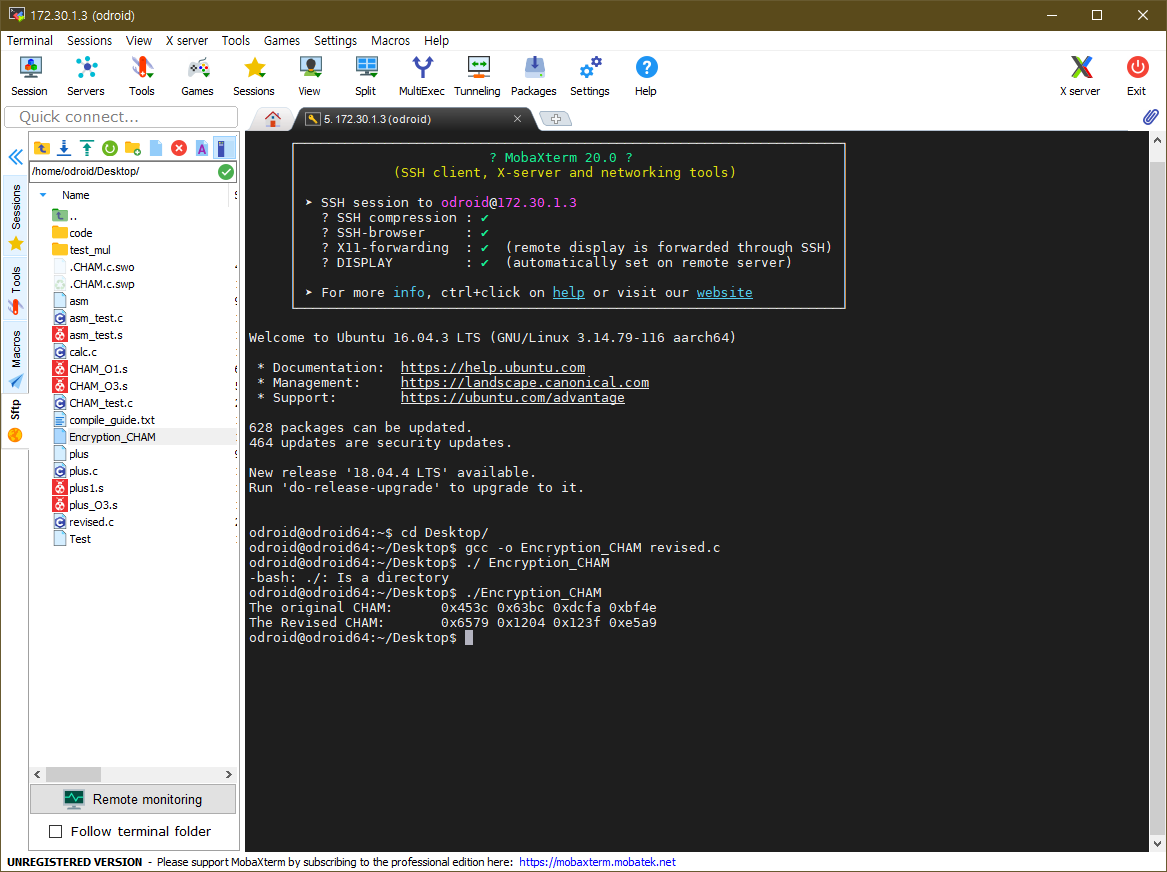 172.30.1.3 (odroid)
Terminal Sessions View X server Tools Games Settings Macros Help
Session Servers Tools Games Sessions View Split MultiExec Tunneling Packages Settings Help X server Exit
Quick connect...
5. 172.30.1.3 (odroid)
/home/odroid/Desktop/
Sessions
Tools
Macros
Sftp
Name
..
code
test_mul
.CHAM.c.swo
.CHAM.c.swp
asm
asm_test.c
asm_test.s
calc.c
CHAM_O1.s
CHAM_O3.s
CHAM_test.c
compile_guide.txt
Encryption_CHAM
plus
plus.c
plus1.s
plus_O3.s
revised.c
Test
Remote monitoring
Follow terminal folder
? MobaXterm 20.0 ?
(SSH client, X-server and networking tools)
➤ SSH session to odroid@172.30.1.3
? SSH compression : ✔
? SSH-browser : ✔
? X11-forwarding : ✔ (remote display is forwarded through SSH)
? DISPLAY : ✔ (automatically set on remote server)
➤ For more info, ctrl+click on help or visit our website
Welcome to Ubuntu 16.04.3 LTS (GNU/Linux 3.14.79-116 aarch64)
* Documentation: https://help.ubuntu.com
* Management: https://landscape.canonical.com
* Support: https://ubuntu.com/advantage
628 packages can be updated.
464 updates are security updates.
New release '18.04.4 LTS' available.
Run 'do-release-upgrade' to upgrade to it.
odroid@odroid64:~$ cd Desktop/
odroid@odroid64:~/Desktop$ gcc -o Encryption_CHAM revised.c
odroid@odroid64:~/Desktop$ ./ Encryption_CHAM
-bash: ./: Is a directory
odroid@odroid64:~/Desktop$ ./Encryption_CHAM
The original CHAM: 0x453c 0x63bc 0xdcfa 0xbf4e
The Revised CHAM: 0x6579 0x1204 0x123f 0xe5a9
odroid@odroid64:~/Desktop$
UNREGISTERED VERSION - Please support MobaXterm by subscribing to the professional edition here: https://mobaxterm.mobatek.net